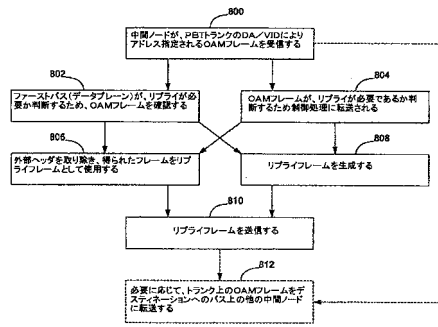 800
中間ノードが、PBTトランクのDA/VIDにより
アドレス指定されるOAMフレームを受信する
802
ファーストパス(データプレーン)が、リプライが必
要か判断するため、OAMフレームを確認する
804
OAMフレームが、リプライが必要であるか判
断するため制御処理に転送される
806
外部ヘッダを取り除き、得られたフレームをリプ
ライフレームとして使用する
808
リプライフレームを生成する
810
リプライフレームを送信する
812
必要に応じて、トランク上のOAMフレームをデ
スティネーションへのパス上の他の中間ノード
に転送する